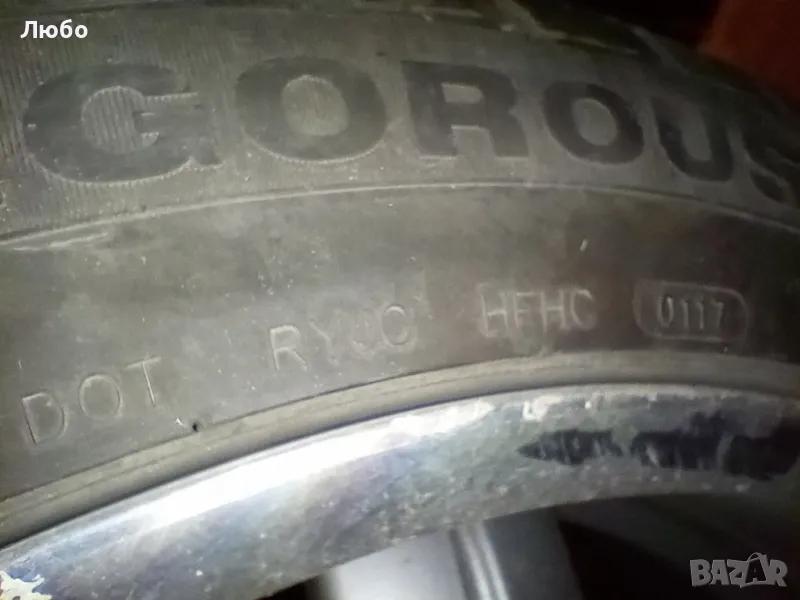 Любо
GOROUS
DOT RYJC HFHC 0117
BAZAR